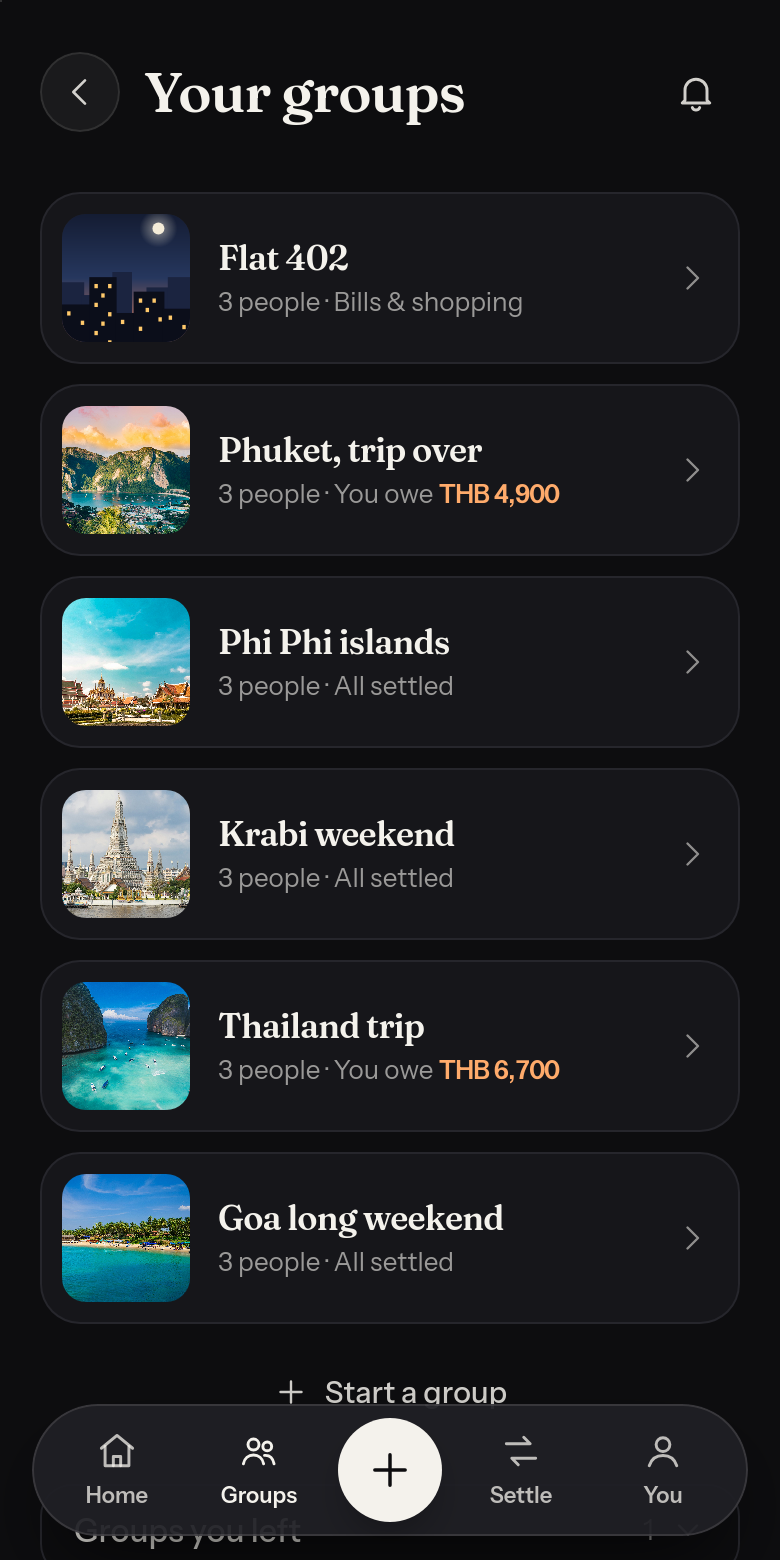 Your groups
Flat 402
3 people · Bills & shopping
Phuket, trip over
3 people · You owe THB 4,900
Phi Phi islands
3 people · All settled
Krabi weekend
3 people · All settled
Thailand trip
3 people · You owe THB 6,700
Goa long weekend
3 people · All settled
Start a group
Home
Groups
Settle
You
Groups you left
1